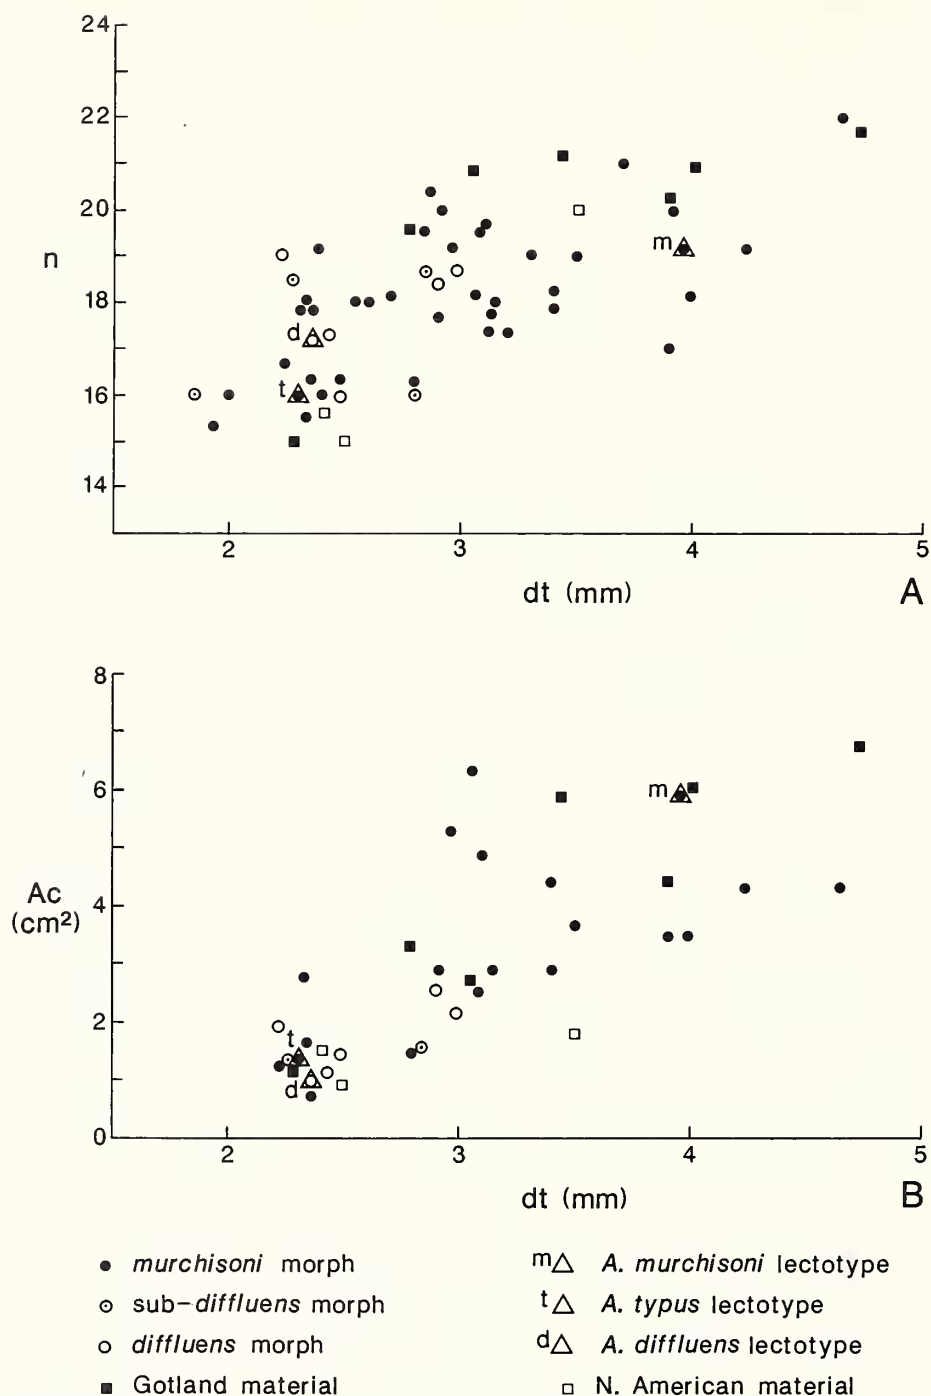 24
22
20
n
18
16
14
m
d
t
2 3 4 5
dt (mm)
A
8
6
4
2
0
Ac
(cm²)
m
t
d
2 3 4 5
dt (mm)
B
murchisoni morph
sub-diffluens morph
diffluens morph
Gotland material
m A. murchisoni lectotype
t A. typus lectotype
d A. diffluens lectotype
N. American material